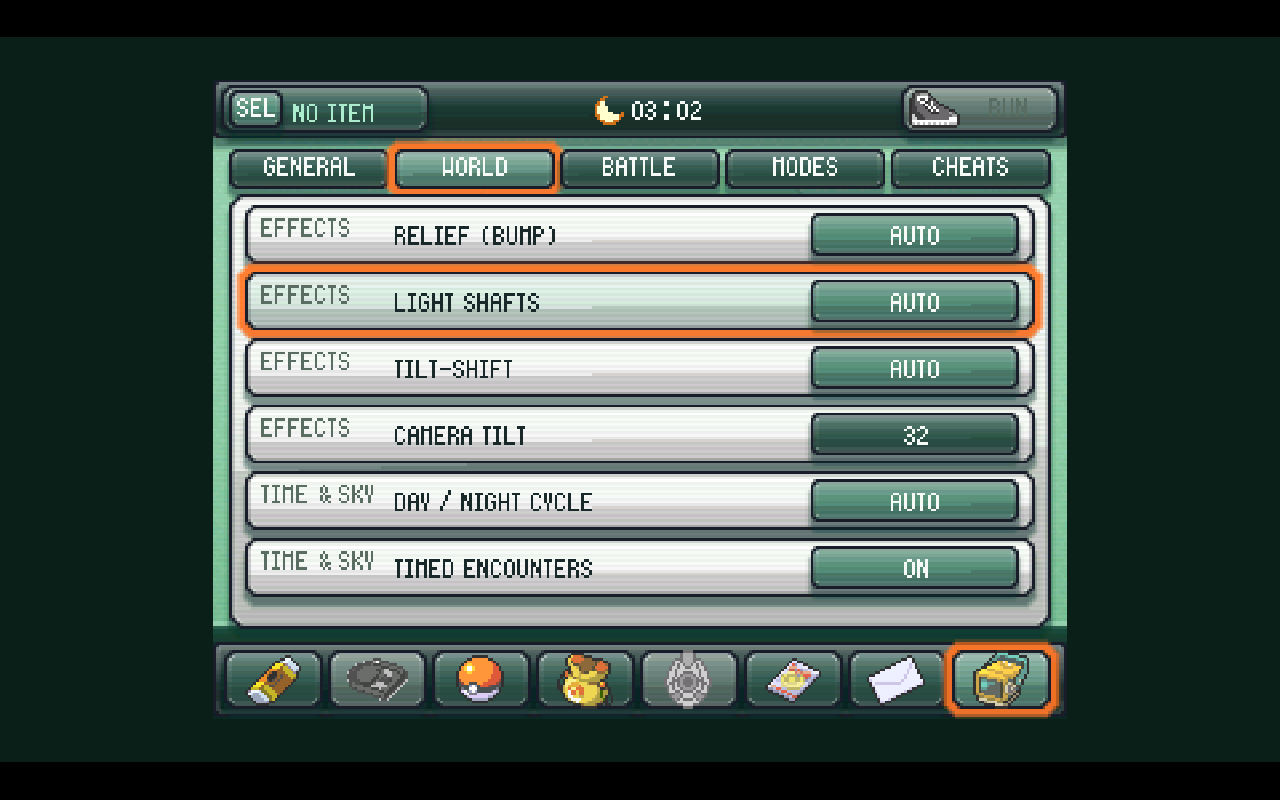 SEL NO ITEM 03:02 RUN
GENERAL WORLD BATTLE MODES CHEATS
EFFECTS RELIEF (BUMP) AUTO
EFFECTS LIGHT SHAFTS AUTO
EFFECTS TILT-SHIFT AUTO
EFFECTS CAMERA TILT 32
TIME & SKY DAY / NIGHT CYCLE AUTO
TIME & SKY TIMED ENCOUNTERS ON